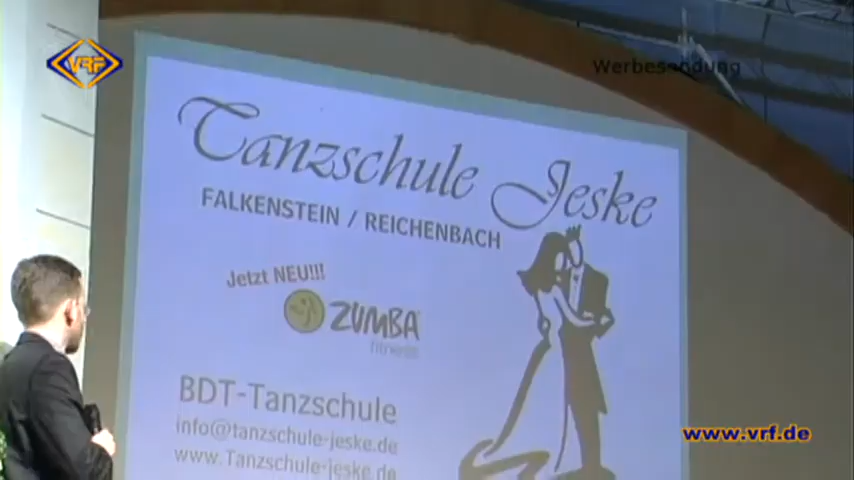 VRF
Werbesendung
Tanzschule Jeske
FALKENSTEIN / REICHENBACH
Jetzt NEU!!!
ZUMBA
fitness
BDT-Tanzschule
info@tanzschule-jeske.de
www.Tanzschule-jeske.de
www.vrf.de